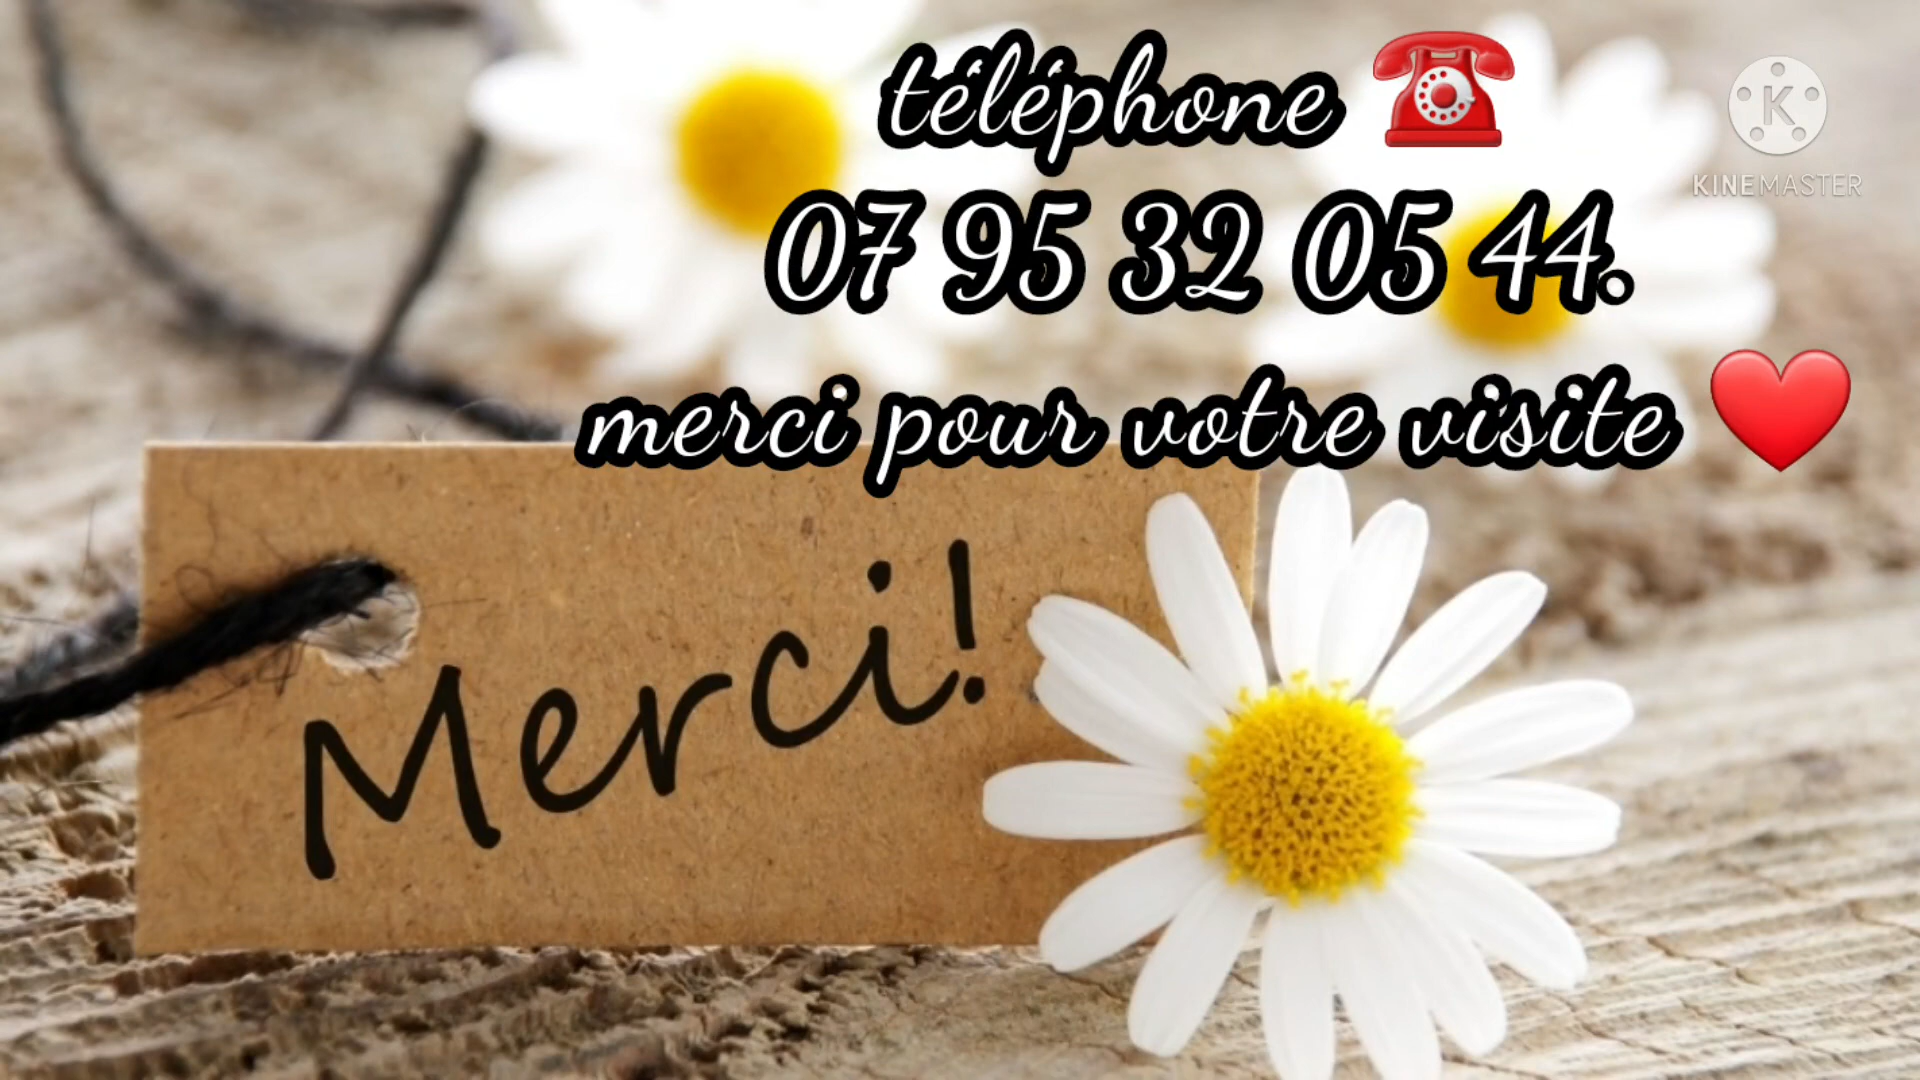 téléphone ☎️
07 95 32 05 44.
merci pour votre visite ❤️
Merci!
K
KINEMASTER